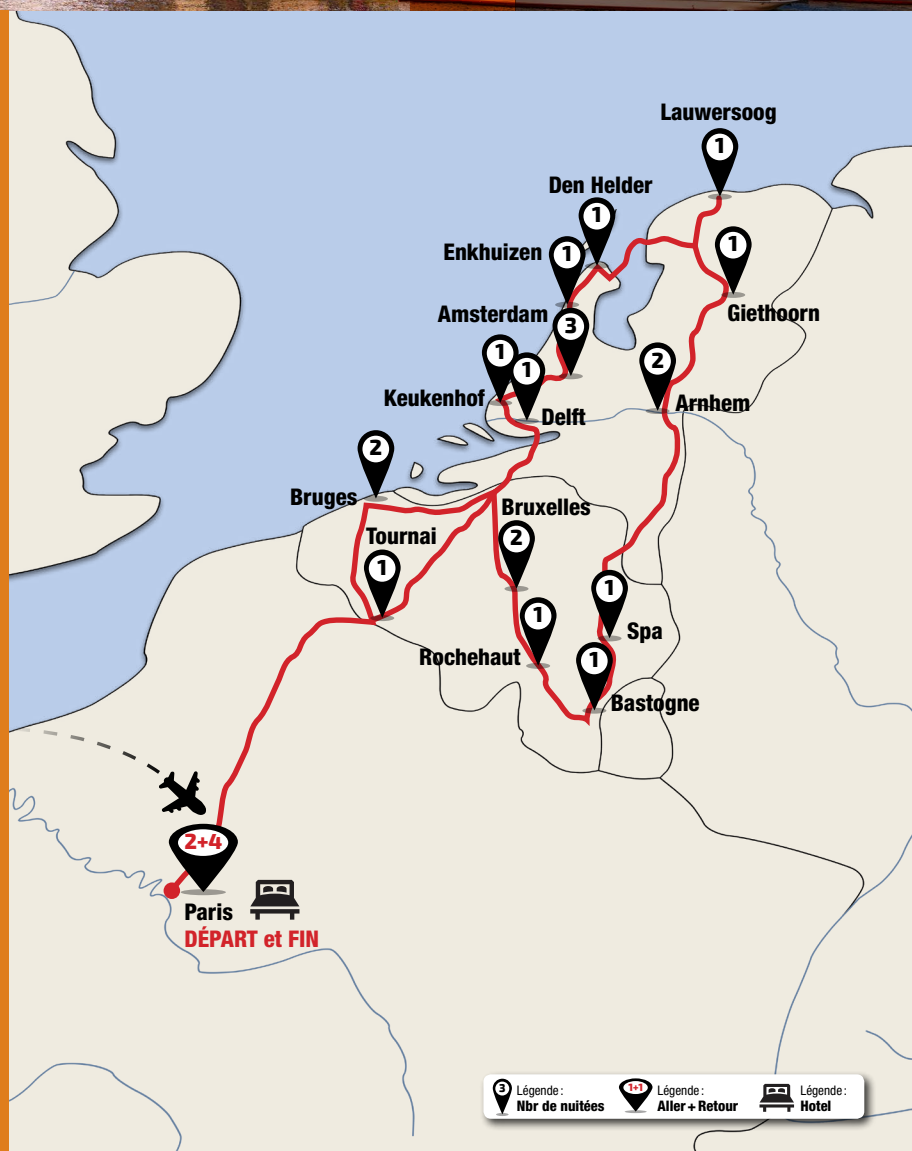 Lauwersoog
1
Den Helder
1
Enkhuizen
1
1
Giethoorn
Amsterdam
3
1
Keukenhof
1
Delft
2
Arnhem
2
Bruges
Bruxelles
2
Tournai
1
1
Rochehaut
1
Spa
1
Bastogne
2+4
Paris
DÉPART et FIN
3
Légende :
Nbr de nuitées
1+1
Légende :
Aller + Retour
Légende :
Hotel